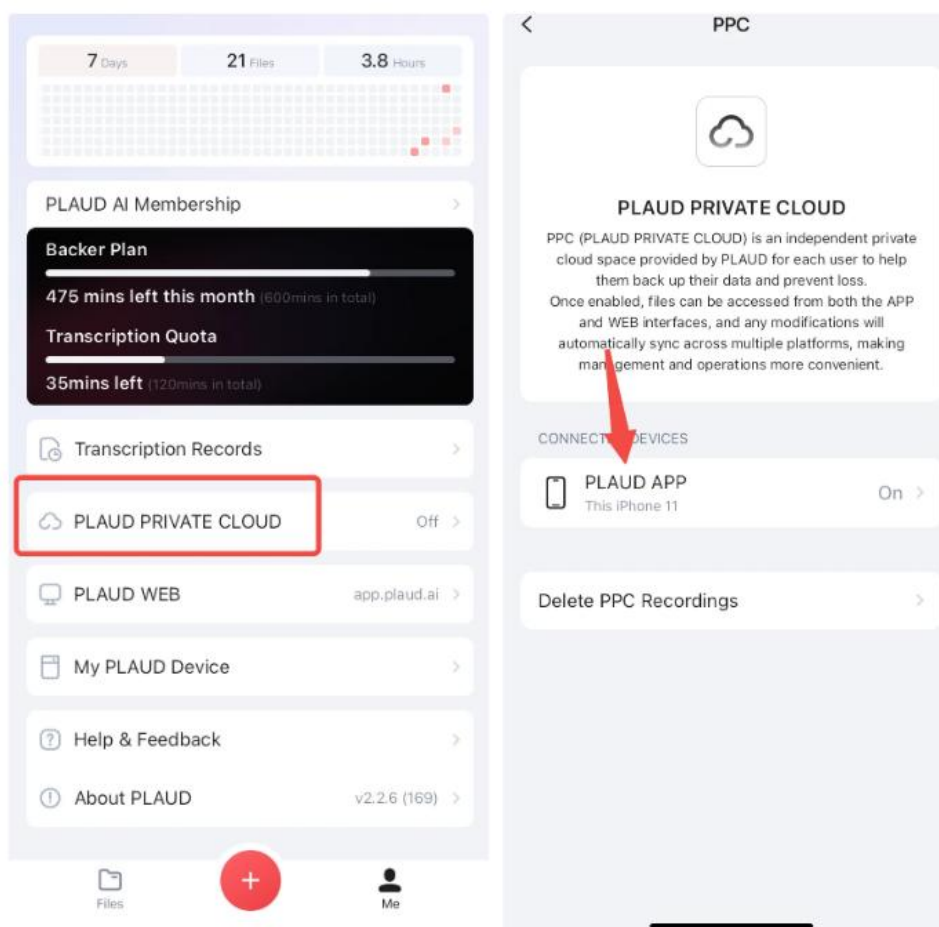 7 Days
21 Files
3.8 Hours
PLAUD AI Membership
Backer Plan
475 mins left this month (600mins in total)
Transcription Quota
35mins left (120mins in total)
Transcription Records
PLAUD PRIVATE CLOUD
Off
PLAUD WEB
app.plaud.ai
My PLAUD Device
Help & Feedback
About PLAUD
v2.2.6 (169)
Files
Me
PPC
PLAUD PRIVATE CLOUD
PPC (PLAUD PRIVATE CLOUD) is an independent private
cloud space provided by PLAUD for each user to help
them back up their data and prevent loss.
Once enabled, files can be accessed from both the APP
and WEB interfaces, and any modifications will
automatically sync across multiple platforms, making
management and operations more convenient.
CONNECTED DEVICES
PLAUD APP
This iPhone 11
On
Delete PPC Recordings